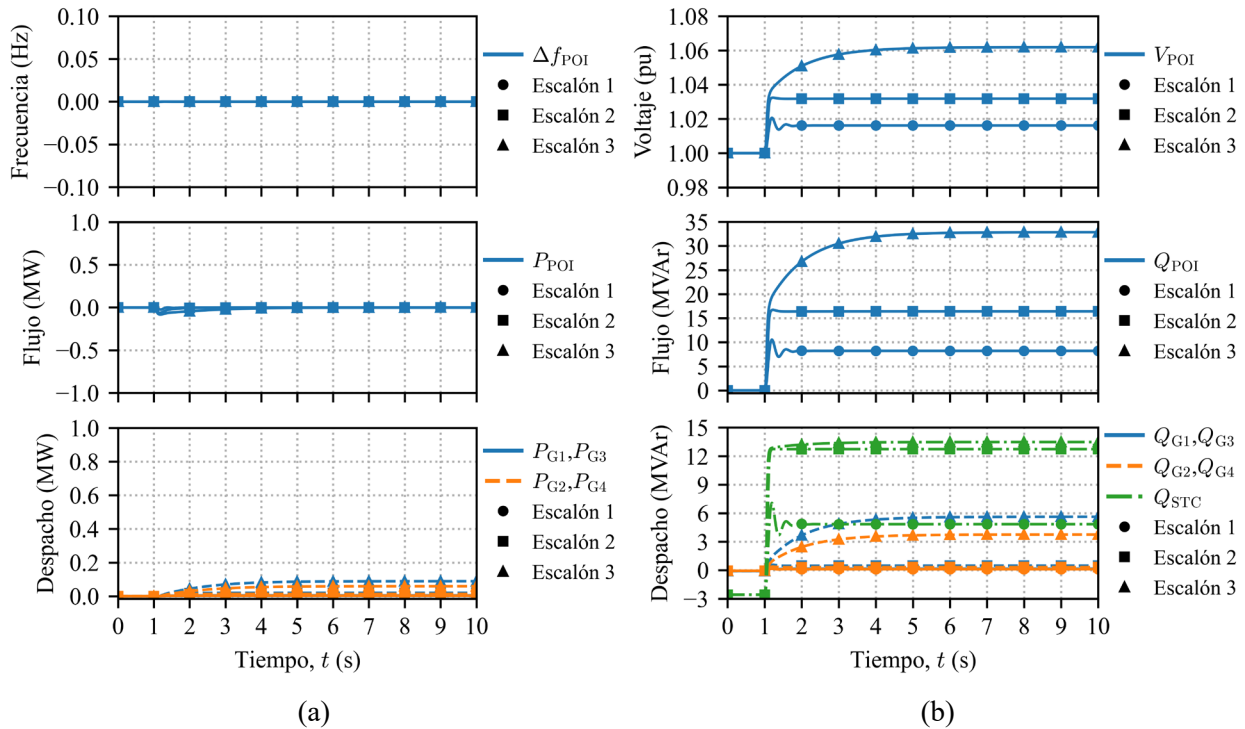 Frecuencia (Hz)
0.10
0.05
0.00
−0.05
−0.10
Δf_POI
Escalón 1
Escalón 2
Escalón 3
Flujo (MW)
1.0
0.5
0.0
−0.5
−1.0
P_POI
Escalón 1
Escalón 2
Escalón 3
Despacho (MW)
1.0
0.8
0.6
0.4
0.2
0.0
P_G1,P_G3
P_G2,P_G4
Escalón 1
Escalón 2
Escalón 3
0 1 2 3 4 5 6 7 8 9 10
Tiempo, t (s)
(a)
Voltaje (pu)
1.08
1.06
1.04
1.02
1.00
0.98
V_POI
Escalón 1
Escalón 2
Escalón 3
Flujo (MVAr)
35
30
25
20
15
10
5
0
Q_POI
Escalón 1
Escalón 2
Escalón 3
Despacho (MVAr)
15
12
9
6
3
0
−3
Q_G1,Q_G3
Q_G2,Q_G4
Q_STC
Escalón 1
Escalón 2
Escalón 3
0 1 2 3 4 5 6 7 8 9 10
Tiempo, t (s)
(b)